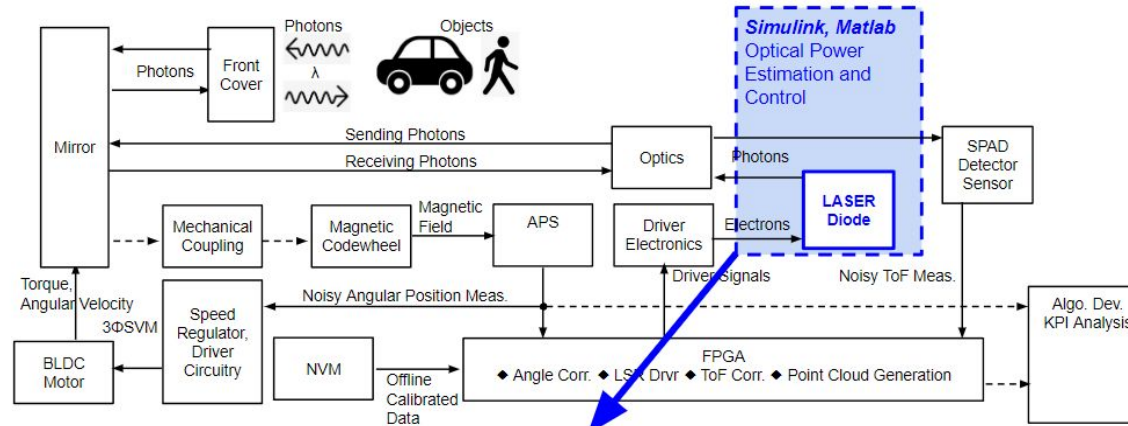 Photons
Objects
Simulink, Matlab
Optical Power
Estimation and
Control
Photons
Front
Cover
λ
Mirror
Sending Photons
Receiving Photons
Optics
Photons
SPAD
Detector
Sensor
LASER
Diode
Mechanical
Coupling
Magnetic
Codewheel
Magnetic
Field
APS
Driver
Electronics
Electrons
Driver Signals
Noisy ToF Meas.
Torque,
Angular Velocity
3ΦSVM
Speed
Regulator,
Driver
Circuitry
Noisy Angular Position Meas.
Algo. Dev.
KPI Analysis
BLDC
Motor
NVM
Offline
Calibrated
Data
FPGA
◆ Angle Corr. ◆ LSR Drvr ◆ ToF Corr. ◆ Point Cloud Generation